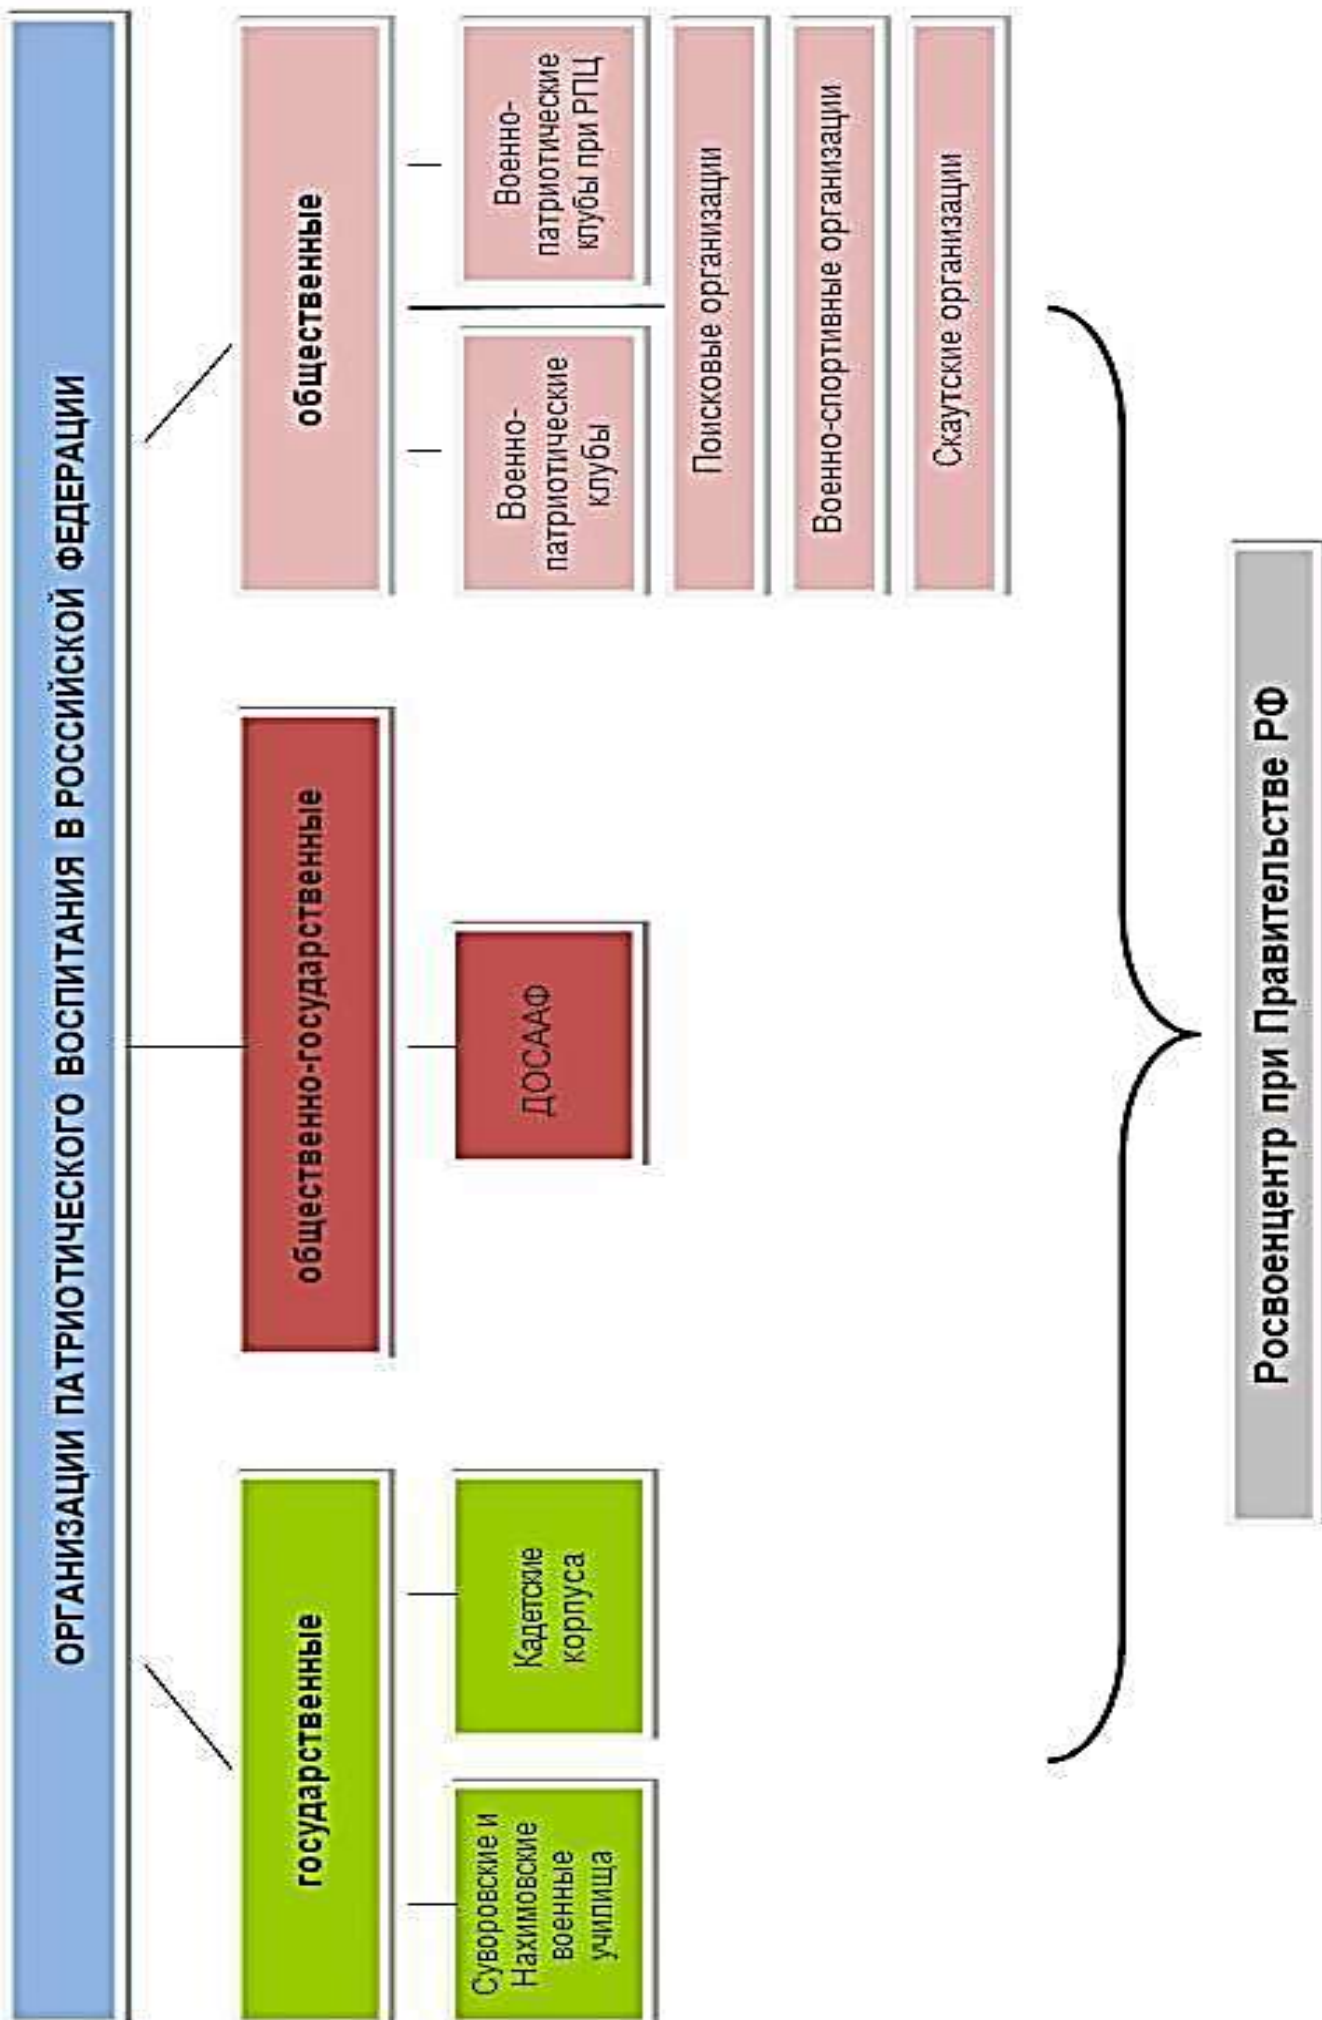 ОРГАНИЗАЦИИ ПАТРИОТИЧЕСКОГО ВОСПИТАНИЯ В РОССИЙСКОЙ ФЕДЕРАЦИИ
государственные
общественно-государственные
общественные
Суворовские и
Нахимовские
военные
училища
Кадетские
корпуса
ДОСААФ
Военно-
патриотические
клубы
Военно-
патриотические
клубы при РПЦ
Поисковые организации
Военно-спортивные организации
Скаутские организации
Росвоенцентр при Правительстве РФ